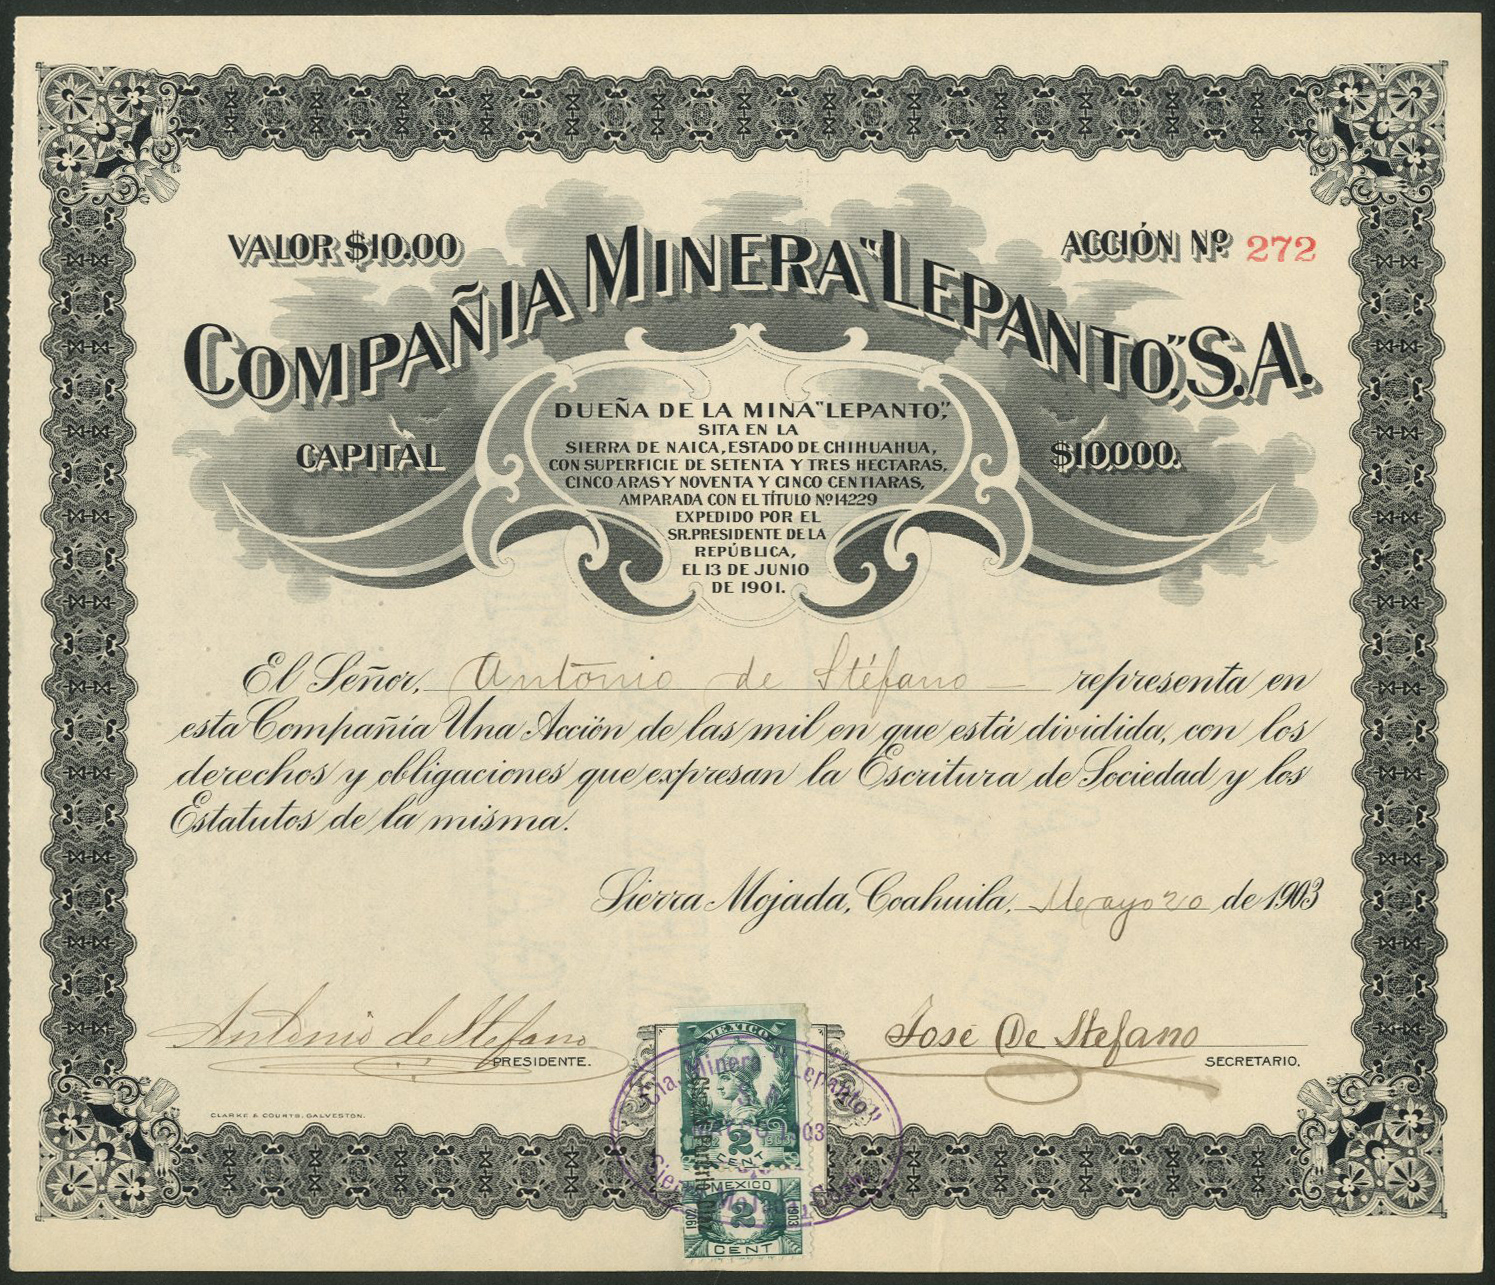 VALOR $10.00
ACCIÓN Nº 272
COMPAÑIA MINERA "LEPANTO," S.A.
CAPITAL
$10,000.
DUEÑA DE LA MINA "LEPANTO,"
SITA EN LA
SIERRA DE NAICA, ESTADO DE CHIHUAHUA,
CON SUPERFICIE DE SETENTA Y TRES HECTARAS,
CINCO ARAS Y NOVENTA Y CINCO CENTIARAS,
AMPARADA CON EL TÍTULO Nº 14229
EXPEDIDO POR EL
SR. PRESIDENTE DE LA
REPÚBLICA,
EL 13 DE JUNIO
DE 1901.
El Señor, Antonio de Stéfano representa en
esta Compañía Una Acción de las mil en que está dividida, con los
derechos y obligaciones que expresan la Escritura de Sociedad y los
Estatutos de la misma.
Sierra Mojada, Coahuila, Mayo 20 de 1903
Antonio de Stefano
PRESIDENTE.
José De Stefano
SECRETARIO.
CLARKE & COURTS, GALVESTON.
MEXICO
Cia. Minera Lepanto"
2
CENT
MEXICO
1902 2 1903
CENT